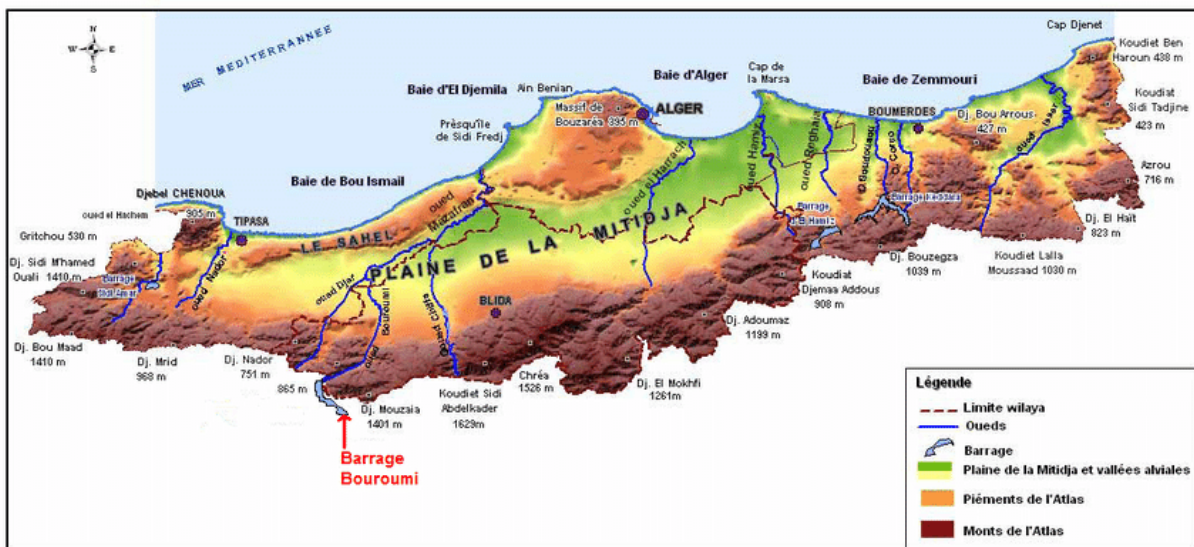 N
W E
S
MER MEDITERRANNEE
Cap Djenet
Koudiet Ben
Haroun 438 m
Baie d'El Djemila
Ain Benian
Baie d'Alger
Cap de
la Marsa
Baie de Zemmouri
Massif de
Bouzaréa 395 m
ALGER
BOUMERDES
Dj. Bou Arrous
427 m
Koudiat
Sidi Tadjine
423 m
Près​qu'île
de Sidi Fredj
oued Hamiz
oued Reghaia
O Boudouaou
O Corso
oued Isser
Azrou
716 m
Baie de Bou Ismail
oued el Harrach
Djebel CHENOUA
905 m
oued el Hachem
TIPASA
oued
Mazafran
Barrage
Barrage Keddara
Dj. El Haït
823 m
Gritchou 530 m
LE SAHEL
PLAINE DE LA MITIDJA
Dj. Bouzegza
1039 m
Koudiet Lalla
Moussaad 1030 m
Dj. Sidi M'hamed
Ouali 1410 m
Barrage
Sidi Amar
oued Nador
oued Djar
oued
Bouroumi
oued Chiffa
BLIDA
Koudiat
Djemaa Addous
908 m
Dj. Adoumaz
1199 m
Dj. Bou Maad
1410 m
Dj. Mrid
968 m
Dj. Nador
751 m
865 m
Dj. Mouzaia
1401 m
Koudiet Sidi
Abdelkader
1629m
Chréa
1526 m
Dj. El Mokhfi
1261m
Barrage
Bouroumi
Légende
Limite wilaya
Oueds
Barrage
Plaine de la Mitidja et vallées alviales
Piéments de l'Atlas
Monts de l'Atlas